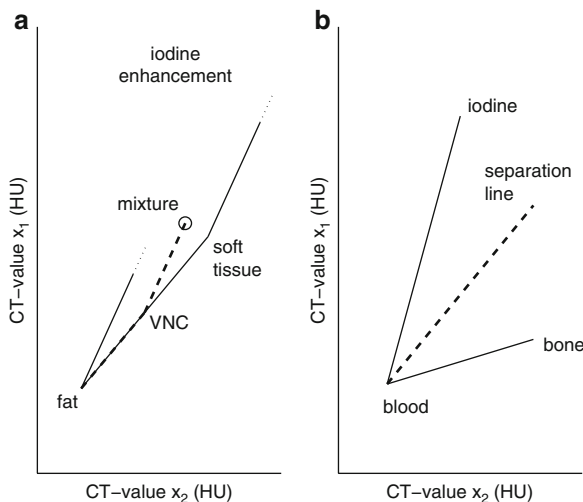 a
iodine
enhancement
mixture
soft
tissue
VNC
fat
CT−value x₁ (HU)
CT−value x₂ (HU)
b
iodine
separation
line
bone
blood
CT−value x₁ (HU)
CT−value x₂ (HU)